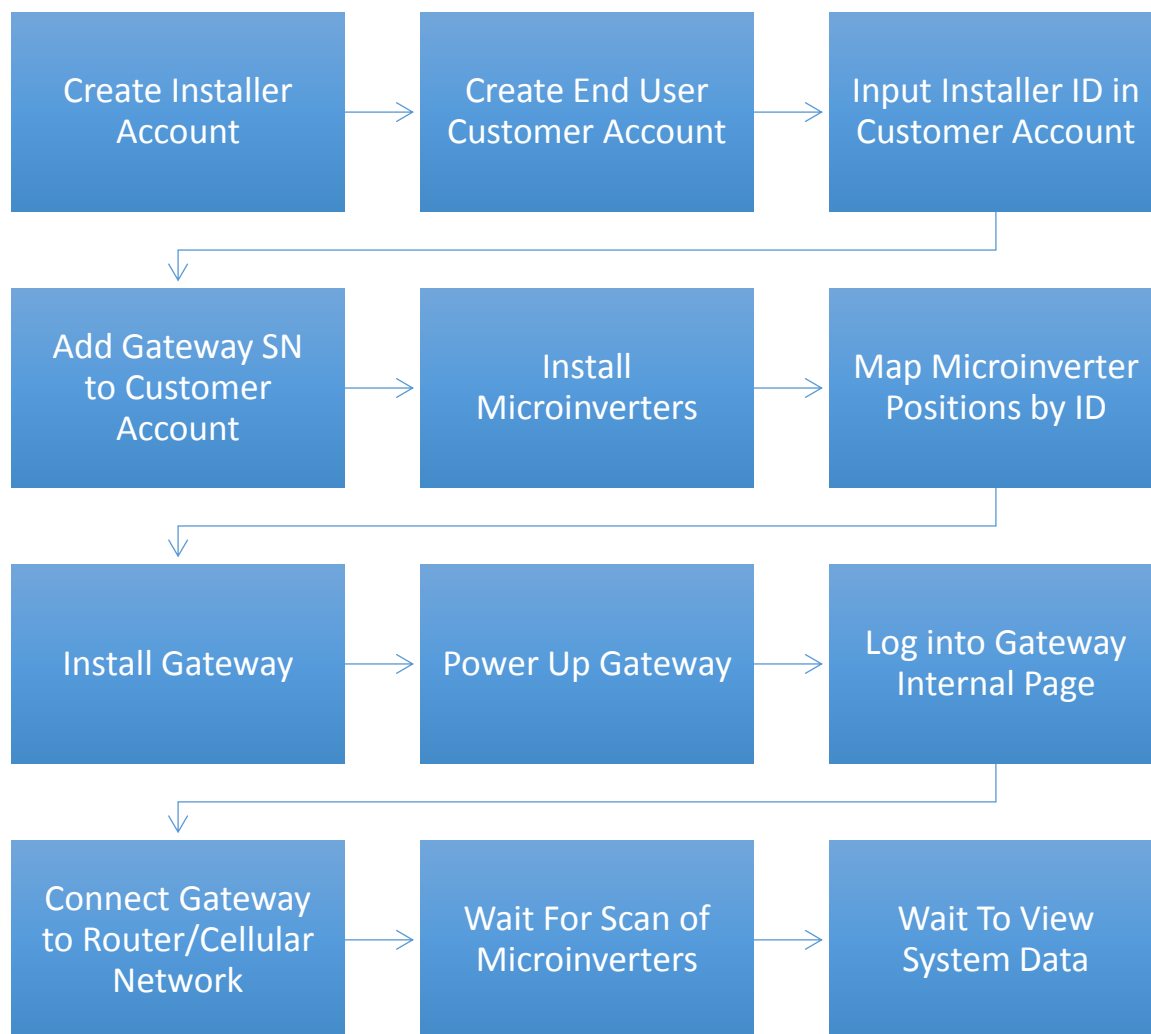 Create Installer
Account
Create End User
Customer Account
Input Installer ID in
Customer Account
Add Gateway SN
to Customer
Account
Install
Microinverters
Map Microinverter
Positions by ID
Install Gateway
Power Up Gateway
Log into Gateway
Internal Page
Connect Gateway
to Router/Cellular
Network
Wait For Scan of
Microinverters
Wait To View
System Data